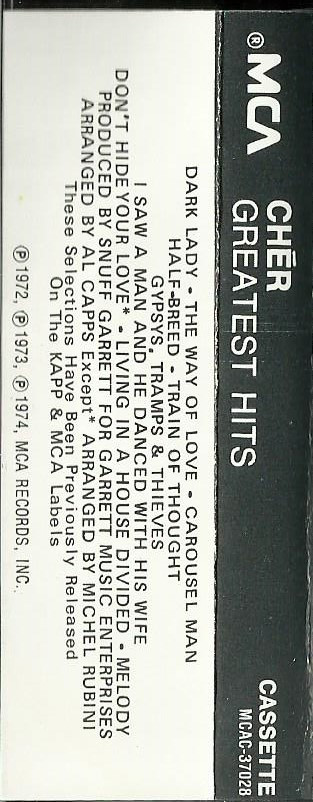 ® MCA
CHĒR
GREATEST HITS
CASSETTE
MCAC-37028
DARK LADY • THE WAY OF LOVE • CAROUSEL MAN
HALF-BREED • TRAIN OF THOUGHT
GYPSYS, TRAMPS & THIEVES
I SAW A MAN AND HE DANCED WITH HIS WIFE
DON'T HIDE YOUR LOVE* • LIVING IN A HOUSE DIVIDED • MELODY
PRODUCED BY SNUFF GARRETT FOR GARRETT MUSIC ENTERPRISES
ARRANGED BY AL CAPPS Except* ARRANGED BY MICHEL RUBINI
These Selections Have Been Previously Released
On The KAPP & MCA Labels
℗ 1972, ℗ 1973, ℗ 1974, MCA RECORDS, INC.,